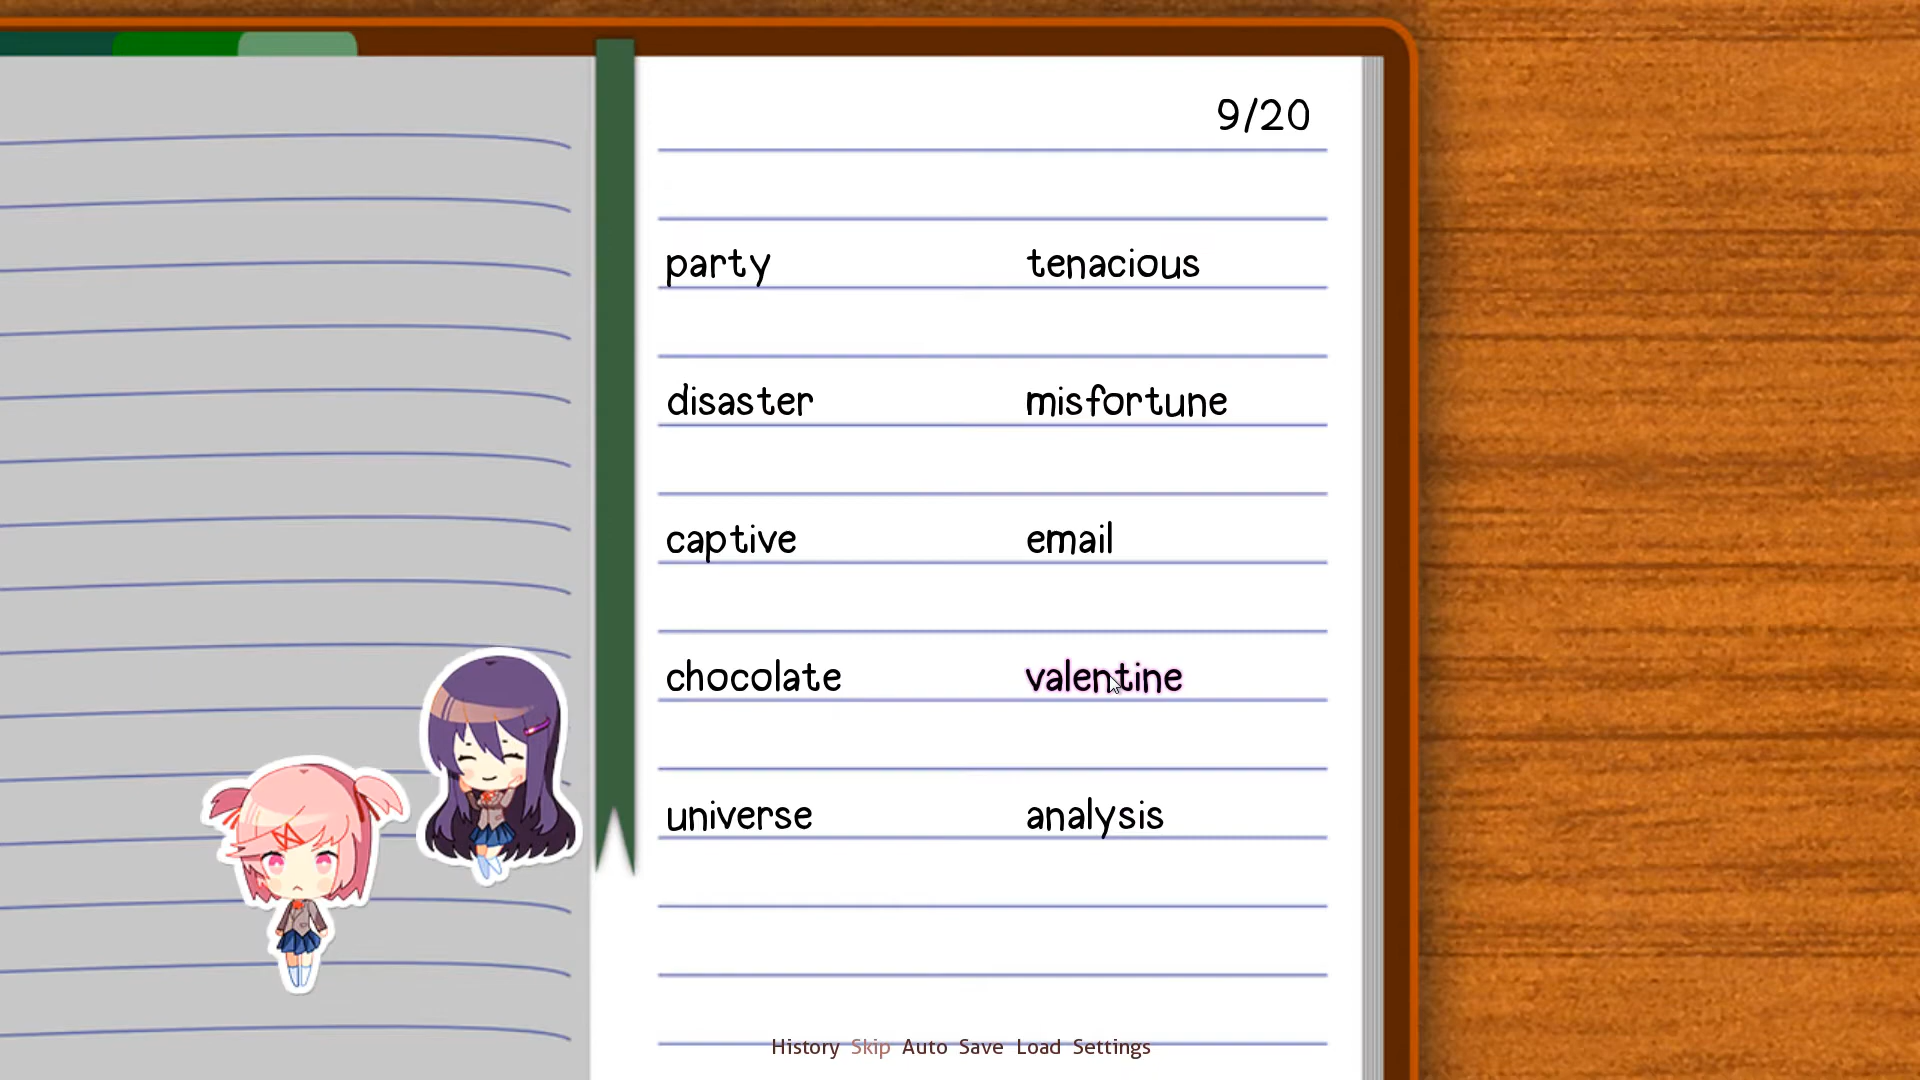 9/20
party tenacious
disaster misfortune
captive email
chocolate valentine
universe analysis
History Skip Auto Save Load Settings